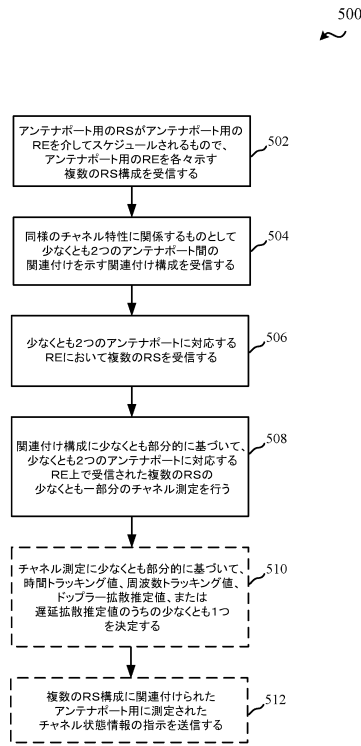 500
アンテナポート用のRSがアンテナポート用の
REを介してスケジュールされるもので、
アンテナポート用のREを各々示す
複数のRS構成を受信する
502
同様のチャネル特性に関係するものとして
少なくとも2つのアンテナポート間の
関連付けを示す関連付け構成を受信する
504
少なくとも2つのアンテナポートに対応する
REにおいて複数のRSを受信する
506
関連付け構成に少なくとも部分的に基づいて、
少なくとも2つのアンテナポートに対応する
RE上で受信された複数のRSの
少なくとも一部分のチャネル測定を行う
508
チャネル測定に少なくとも部分的に基づいて、
時間トラッキング値、周波数トラッキング値、
ドップラー拡散推定値、または
遅延拡散推定値のうちの少なくとも1つ
を決定する
510
複数のRS構成に関連付けられた
アンテナポート用に測定された
チャネル状態情報の指示を送信する
512